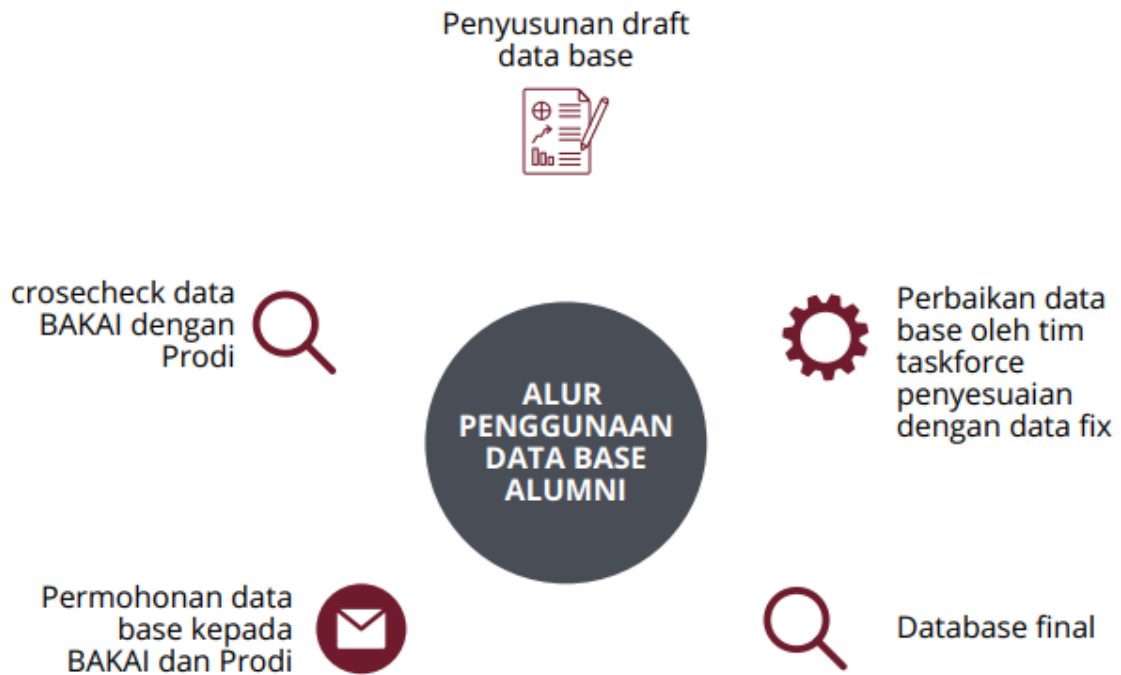 Penyusunan draft
data base
crosecheck data
BAKAI dengan
Prodi
Perbaikan data
base oleh tim
taskforce
penyesuaian
dengan data fix
ALUR
PENGGUNAAN
DATA BASE
ALUMNI
Permohonan data
base kepada
BAKAI dan Prodi
Database final